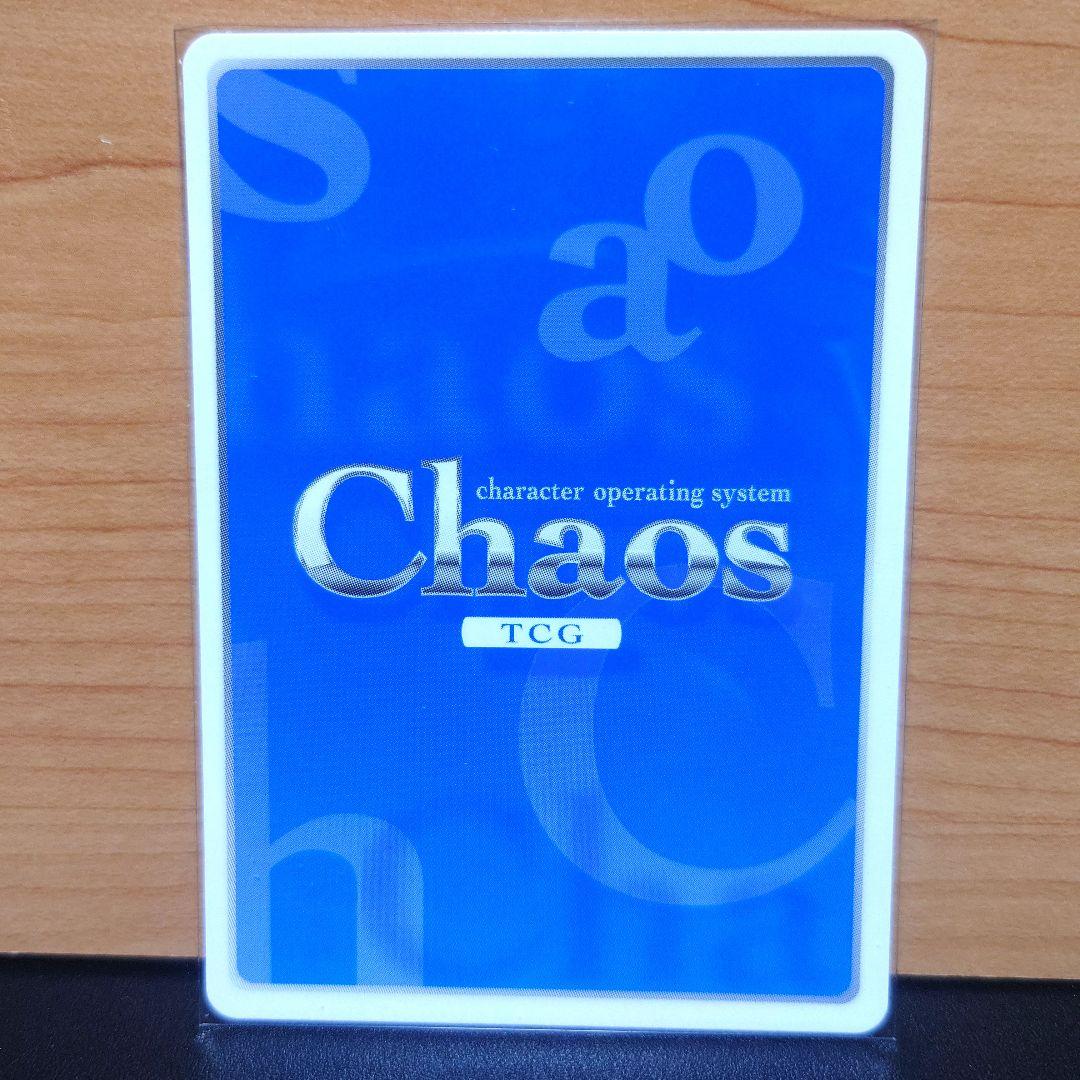 s
o
a
character operating system
Chaos
TCG
C
h